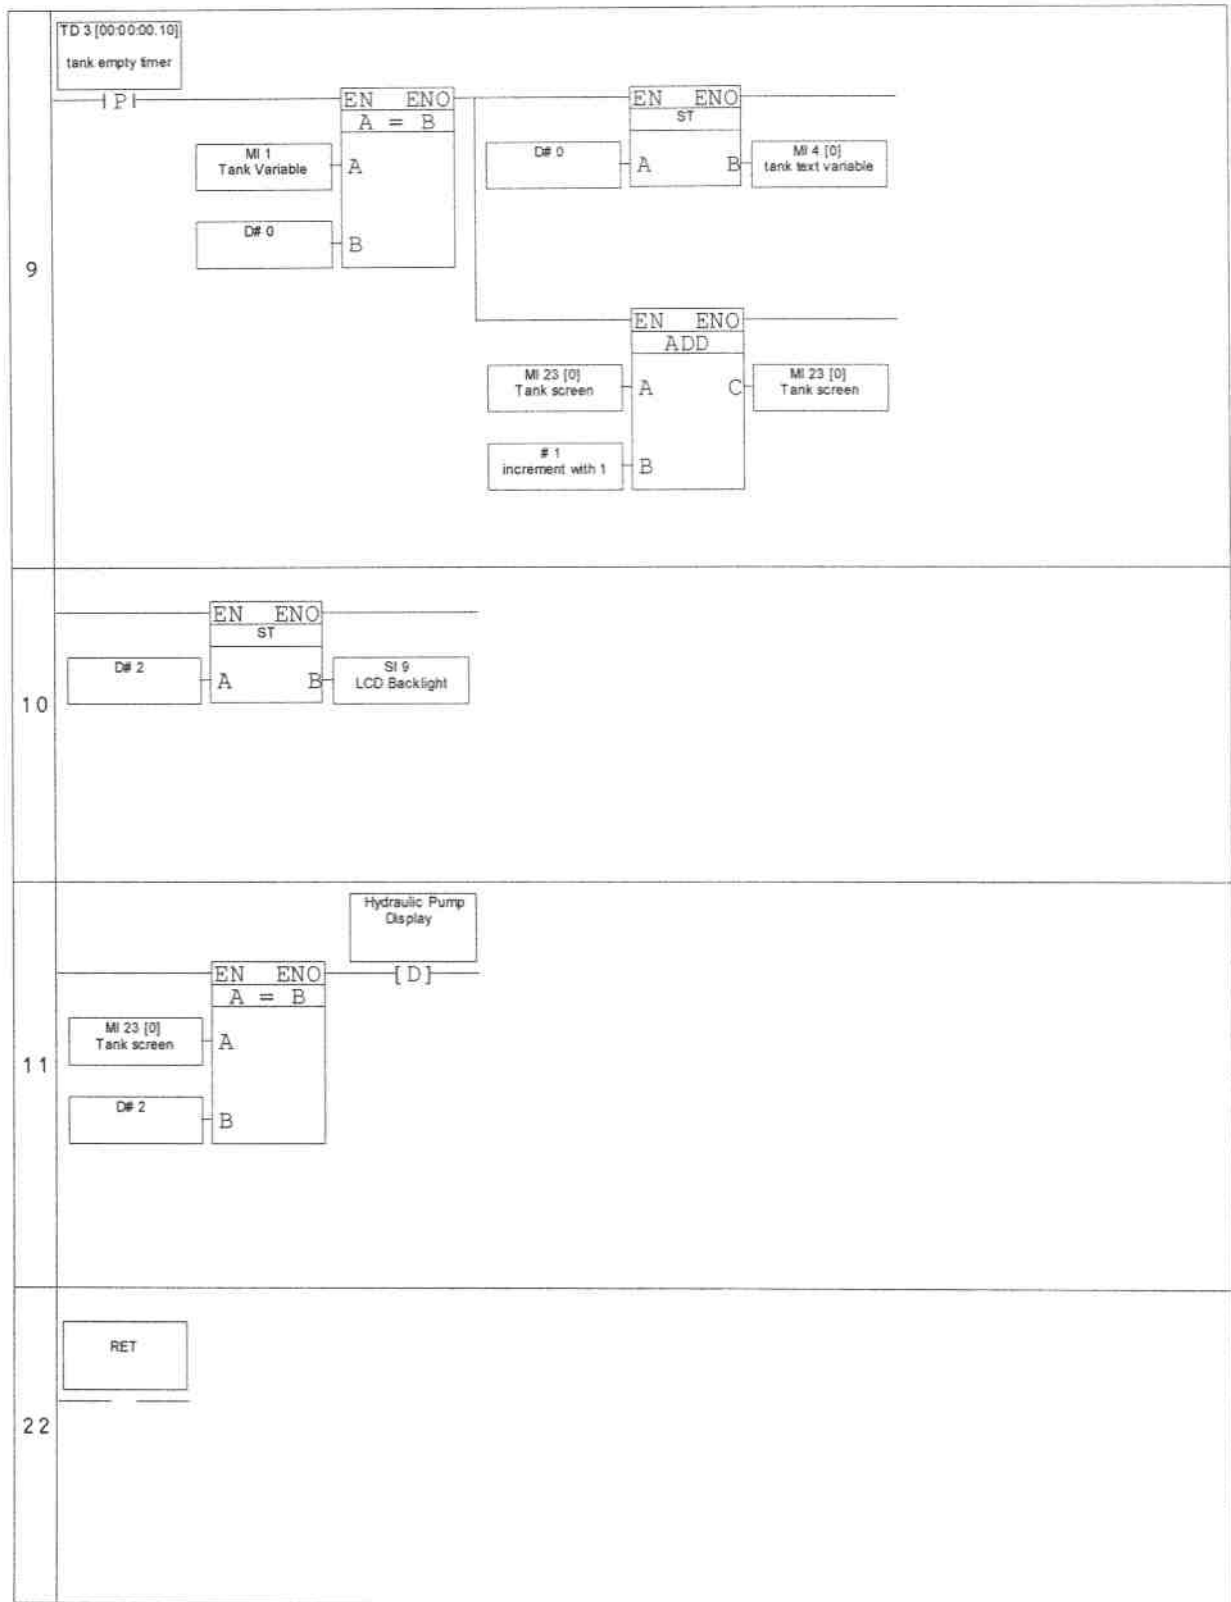 TD 3 [00:00:00.10]
tank empty timer
P
EN ENO
A = B
MI 1
Tank Variable
A
D# 0
B
EN ENO
ST
D# 0
A B
MI 4 [0]
tank text variable
9
EN ENO
ADD
MI 23 [0]
Tank screen
A C
MI 23 [0]
Tank screen
# 1
increment with 1
B
EN ENO
ST
D# 2
A B
SI 9
LCD Backlight
10
Hydraulic Pump
Display
EN ENO
[D]
A = B
MI 23 [0]
Tank screen
A
11
D# 2
B
RET
22